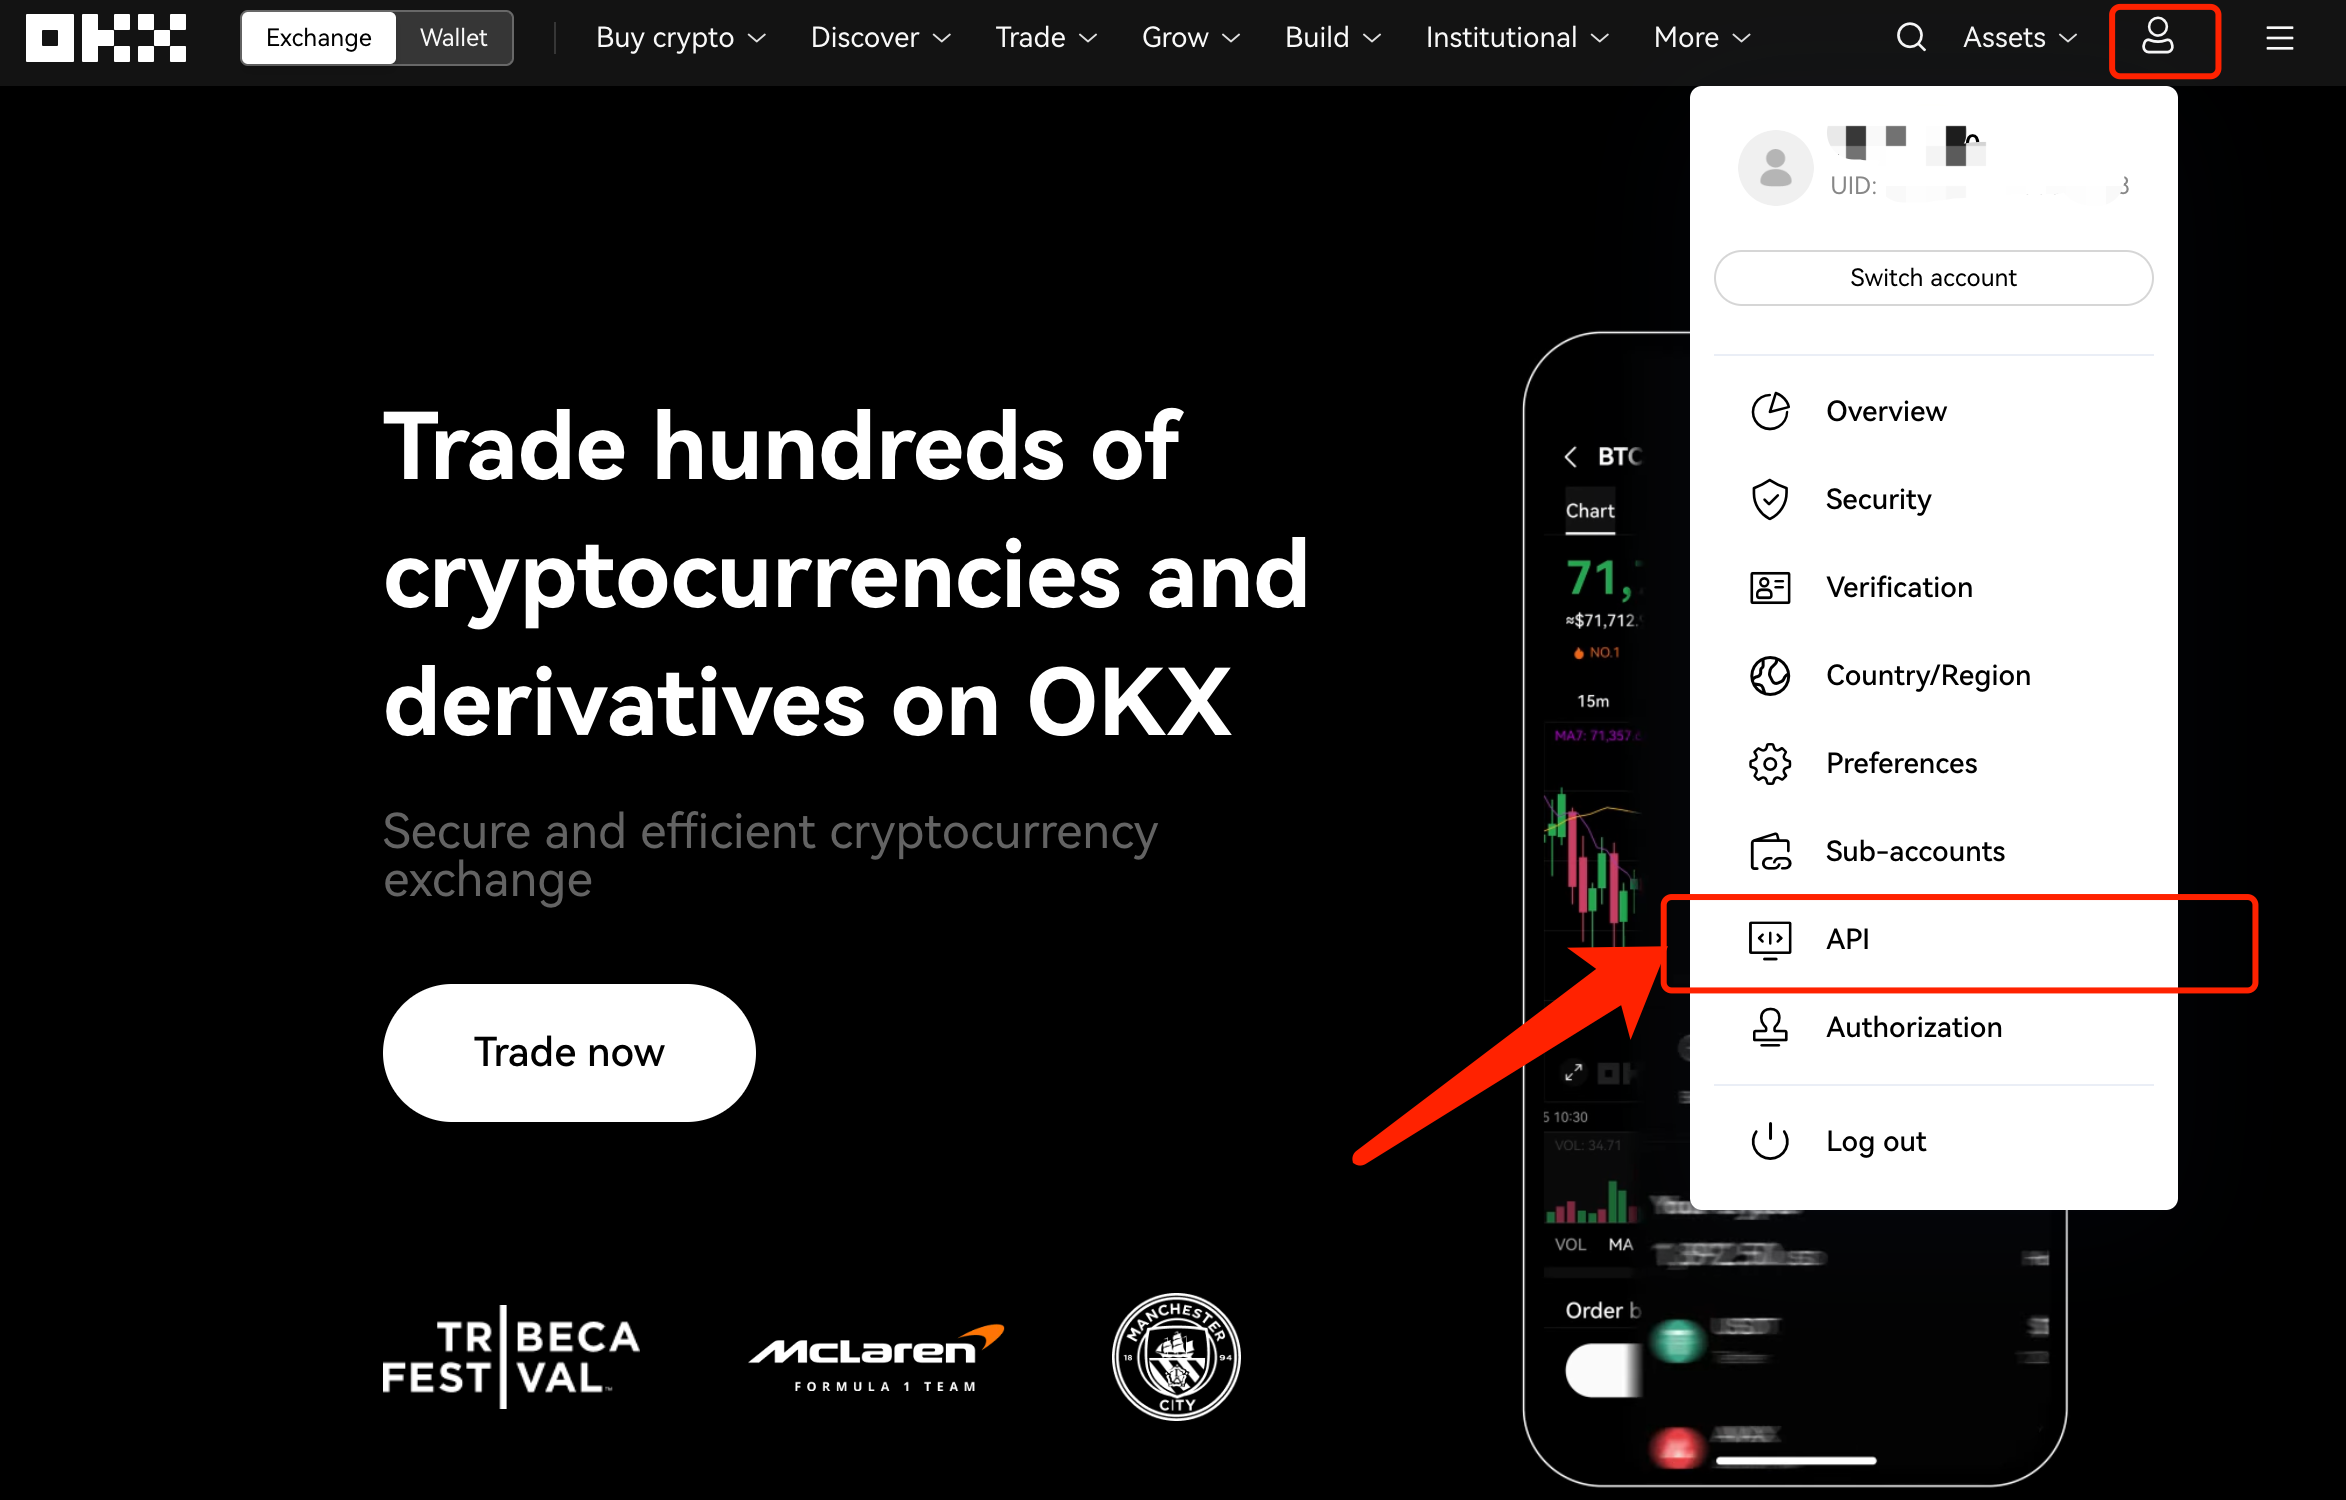 OKX
Exchange
Wallet
Buy crypto
Discover
Trade
Grow
Build
Institutional
More
Assets
UID:
Switch account
Overview
Security
Verification
Country/Region
Preferences
Sub-accounts
API
Authorization
Log out
Trade hundreds of
cryptocurrencies and
derivatives on OKX
Secure and efficient cryptocurrency
exchange
Trade now
TRIBECA
FESTIVAL
McLaren
FORMULA 1 TEAM
MANCHESTER
18 94
CITY
BTC
Chart
71,
≈$71,712.
NO.1
15m
MA7: 71,357.
5 10:30
VOL: 34.71
VOL MA
Order b